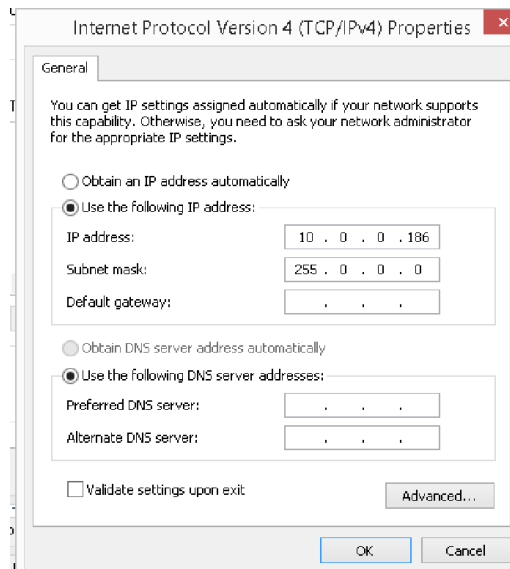 Internet Protocol Version 4 (TCP/IPv4) Properties
General
You can get IP settings assigned automatically if your network supports
this capability. Otherwise, you need to ask your network administrator
for the appropriate IP settings.
Obtain an IP address automatically
Use the following IP address:
IP address: 10 . 0 . 0 . 186
Subnet mask: 255 . 0 . 0 . 0
Default gateway: . . .
Obtain DNS server address automatically
Use the following DNS server addresses:
Preferred DNS server: . . .
Alternate DNS server: . . .
Validate settings upon exit
Advanced...
OK Cancel